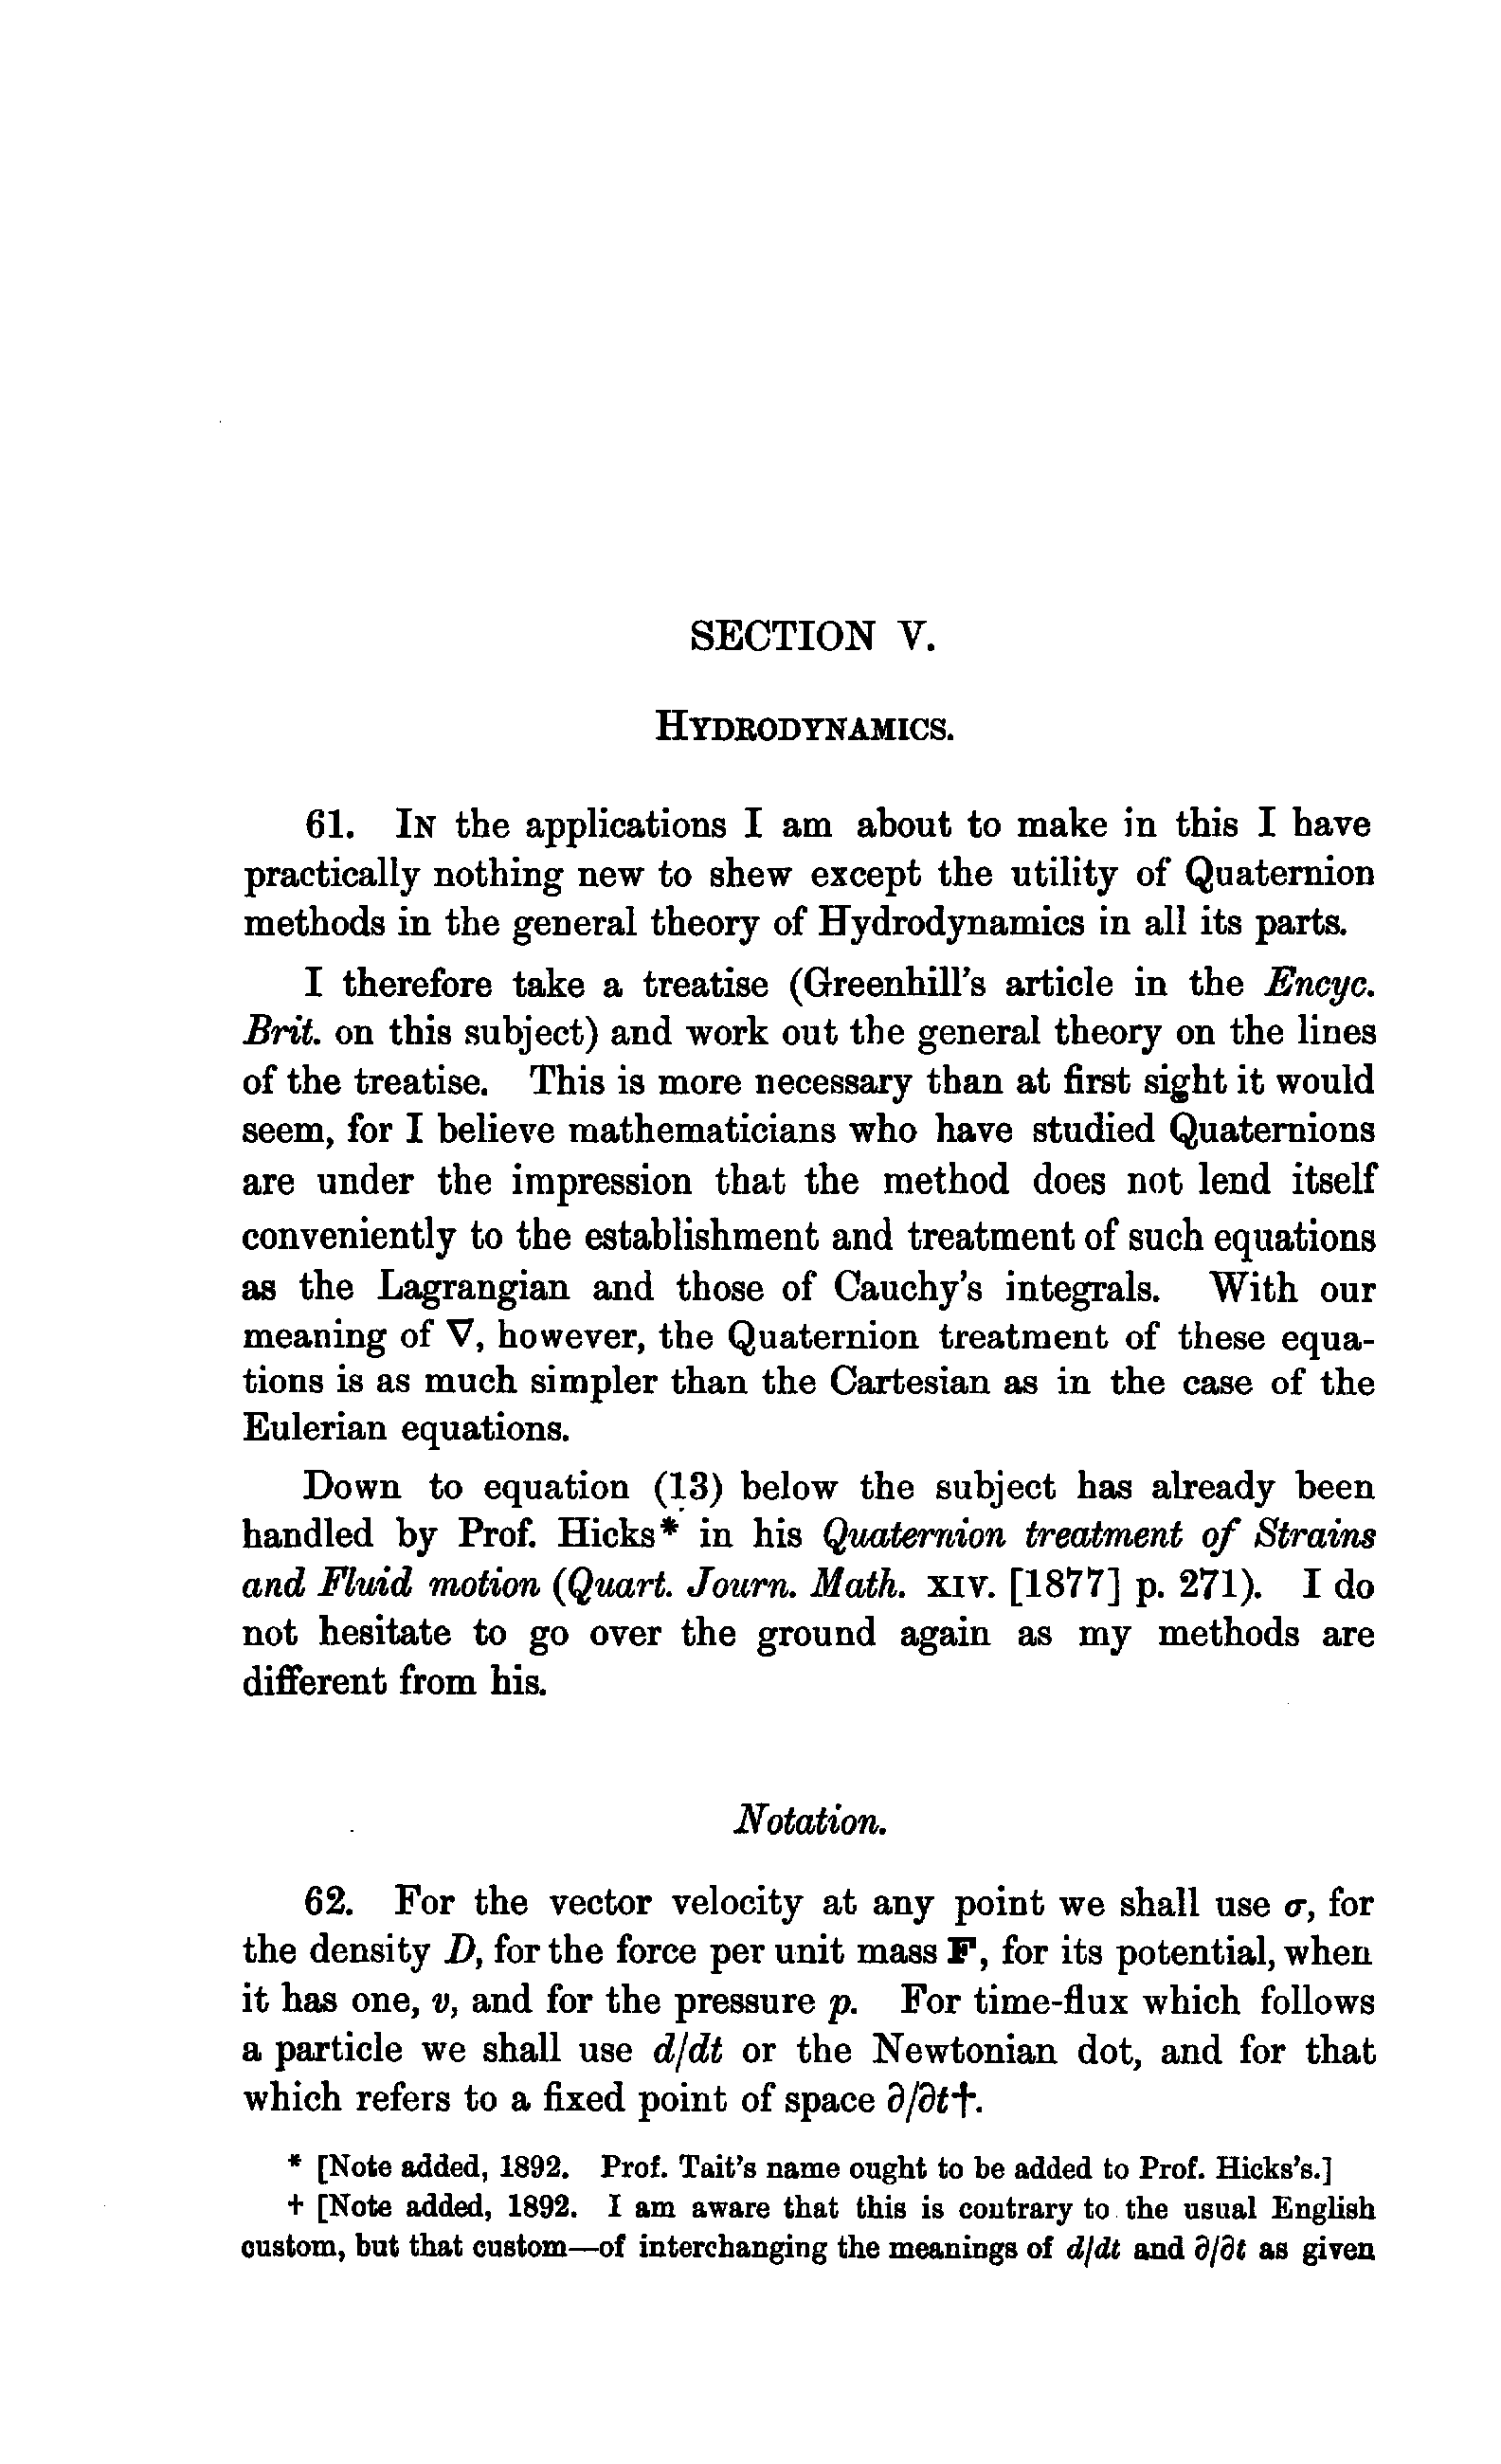 SECTION V.
HYDRODYNAMICS.
61. IN the applications I am about to make in this I have
practically nothing new to shew except the utility of Quaternion
methods in the general theory of Hydrodynamics in all its parts.
I therefore take a treatise (Greenhill's article in the Encyc.
Brit. on this subject) and work out the general theory on the lines
of the treatise. This is more necessary than at first sight it would
seem, for I believe mathematicians who have studied Quaternions
are under the impression that the method does not lend itself
conveniently to the establishment and treatment of such equations
as the Lagrangian and those of Cauchy's integrals. With our
meaning of ∇, however, the Quaternion treatment of these equa-
tions is as much simpler than the Cartesian as in the case of the
Eulerian equations.
Down to equation (13) below the subject has already been
handled by Prof. Hicks* in his Quaternion treatment of Strains
and Fluid motion (Quart. Journ. Math. XIV. [1877] p. 271). I do
not hesitate to go over the ground again as my methods are
different from his.
Notation.
62. For the vector velocity at any point we shall use σ, for
the density D, for the force per unit mass F, for its potential, when
it has one, v, and for the pressure p. For time-flux which follows
a particle we shall use d/dt or the Newtonian dot, and for that
which refers to a fixed point of space ∂/∂t†.
* [Note added, 1892. Prof. Tait's name ought to be added to Prof. Hicks's.]
† [Note added, 1892. I am aware that this is contrary to the usual English
custom, but that custom—of interchanging the meanings of d/dt and ∂/∂t as given